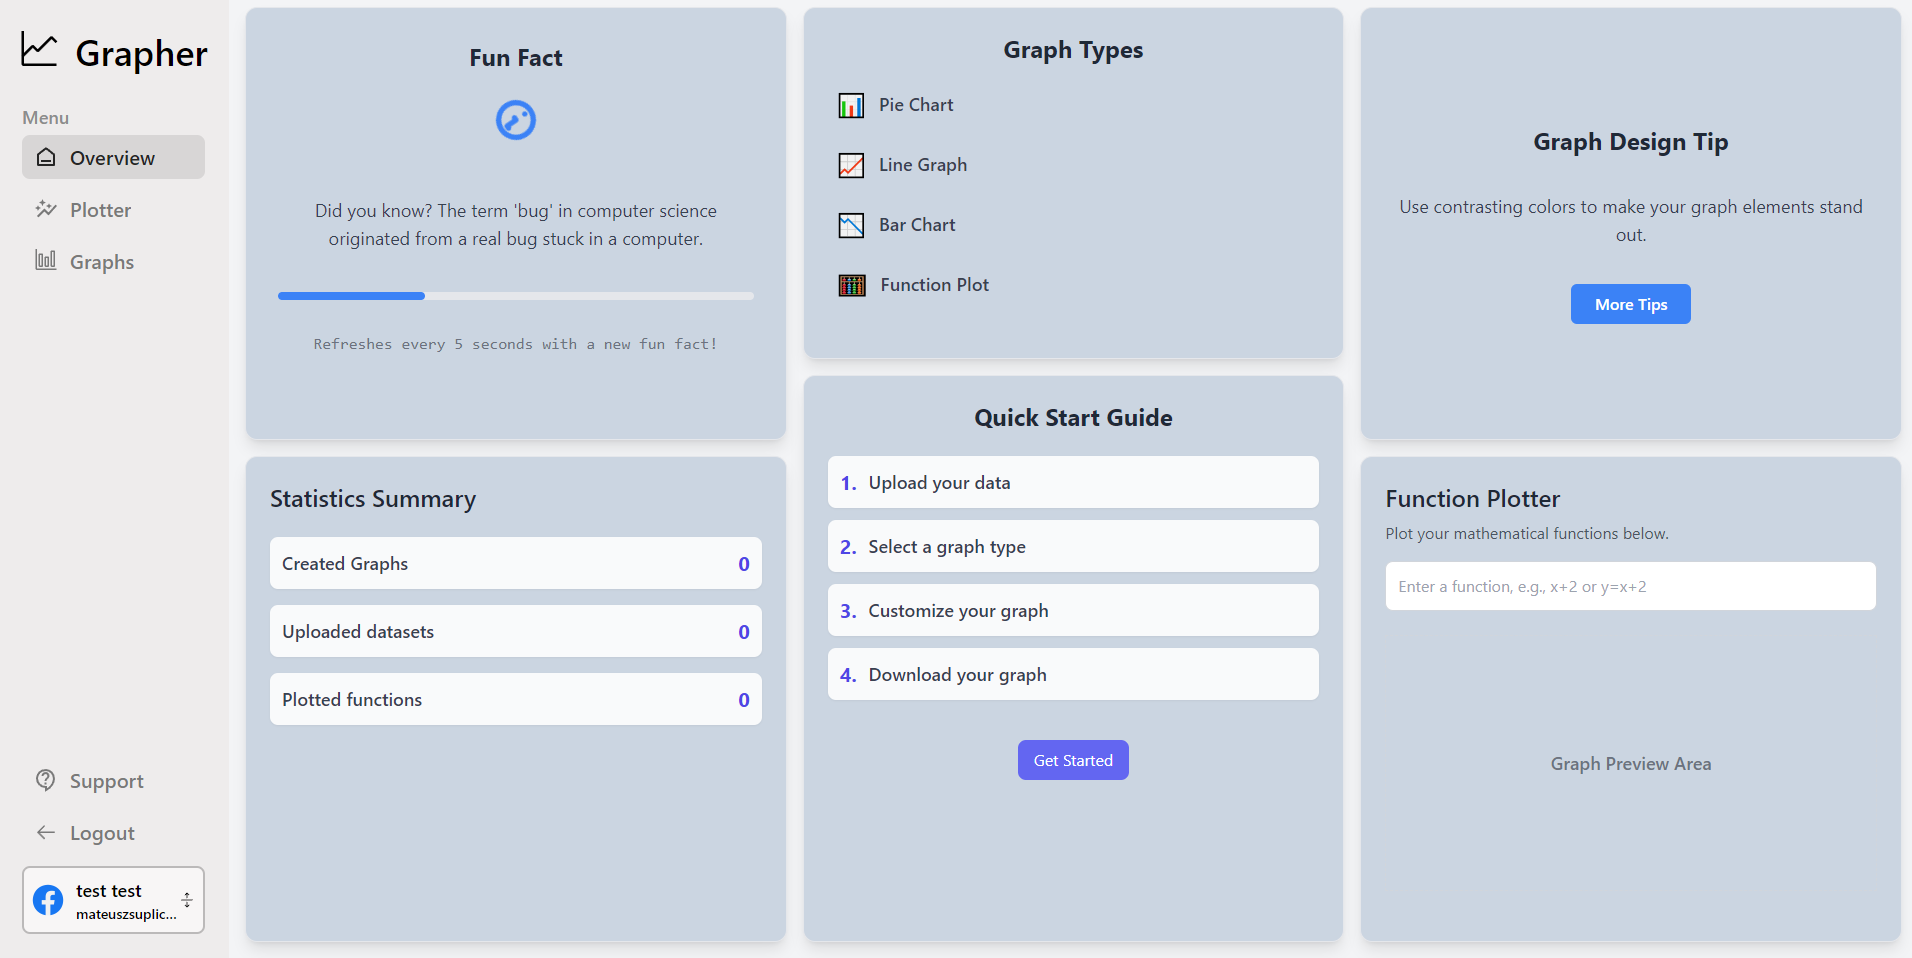 Grapher
Menu
Overview
Plotter
Graphs
Support
Logout
test test
mateuszsuplic...
Fun Fact
Did you know? The term 'bug' in computer science
originated from a real bug stuck in a computer.
Refreshes every 5 seconds with a new fun fact!
Statistics Summary
Created Graphs 0
Uploaded datasets 0
Plotted functions 0
Graph Types
Pie Chart
Line Graph
Bar Chart
Function Plot
Quick Start Guide
1. Upload your data
2. Select a graph type
3. Customize your graph
4. Download your graph
Get Started
Graph Design Tip
Use contrasting colors to make your graph elements stand
out.
More Tips
Function Plotter
Plot your mathematical functions below.
Enter a function, e.g., x+2 or y=x+2
Graph Preview Area